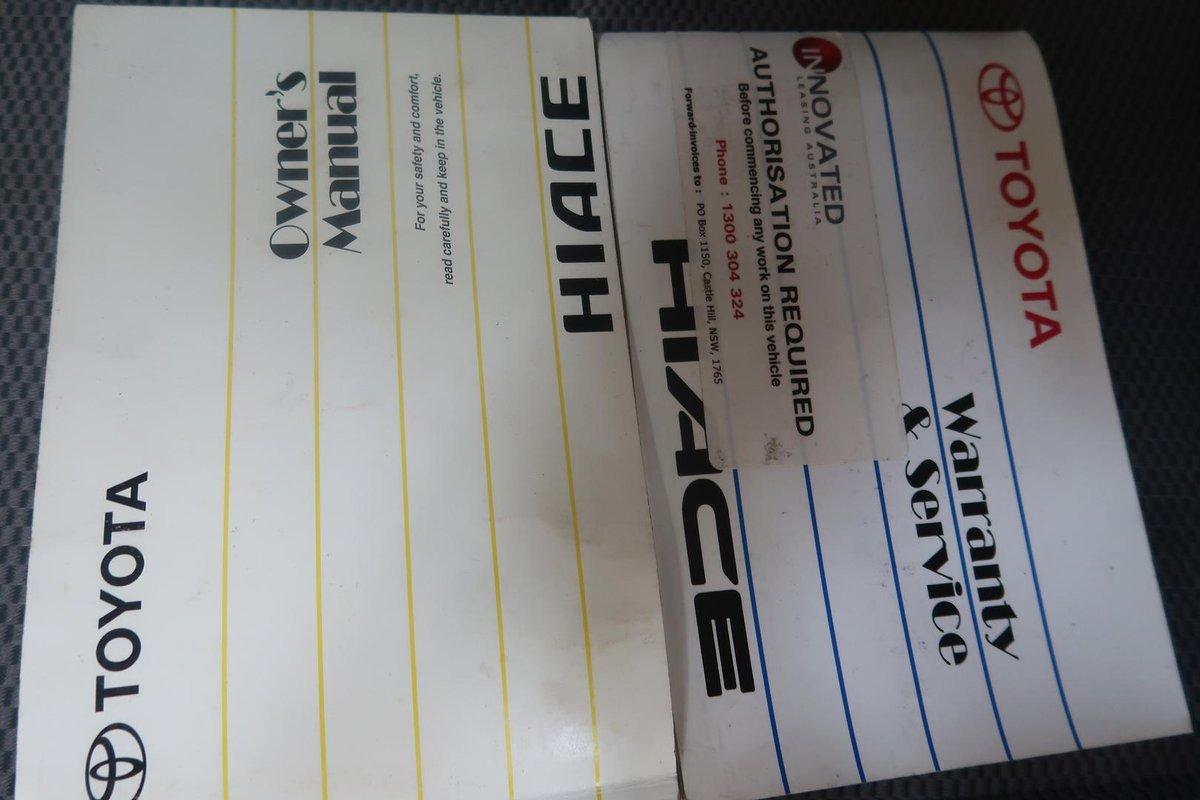 HIACE
Owner's
Manual
For your safety and comfort,
read carefully and keep in the vehicle.
TOYOTA
TOYOTA
Warranty
& Service
INNOVATED
LEASING AUSTRALIA
AUTHORISATION REQUIRED
Before commencing any work on this vehicle
Phone : 1300 304 324
Forward invoices to : PO Box 1150, Castle Hill, NSW, 1765
HIACE